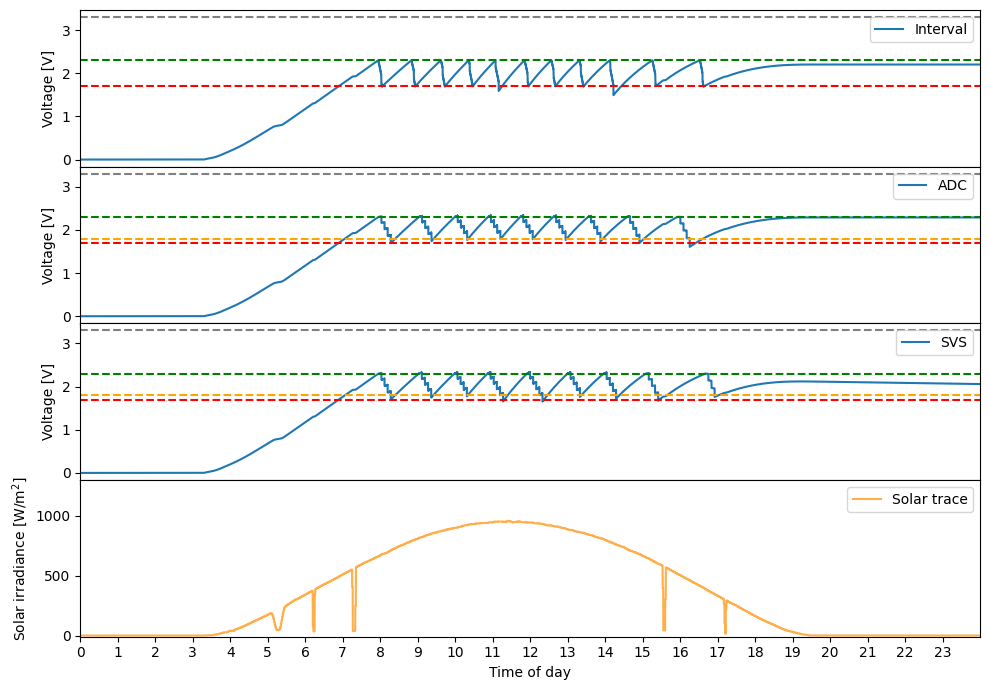 Voltage [V]
3
2
1
0
Interval
Voltage [V]
3
2
1
0
ADC
Voltage [V]
3
2
1
0
SVS
Solar irradiance [W/m²]
1000
500
0
Solar trace
0 1 2 3 4 5 6 7 8 9 10 11 12 13 14 15 16 17 18 19 20 21 22 23
Time of day